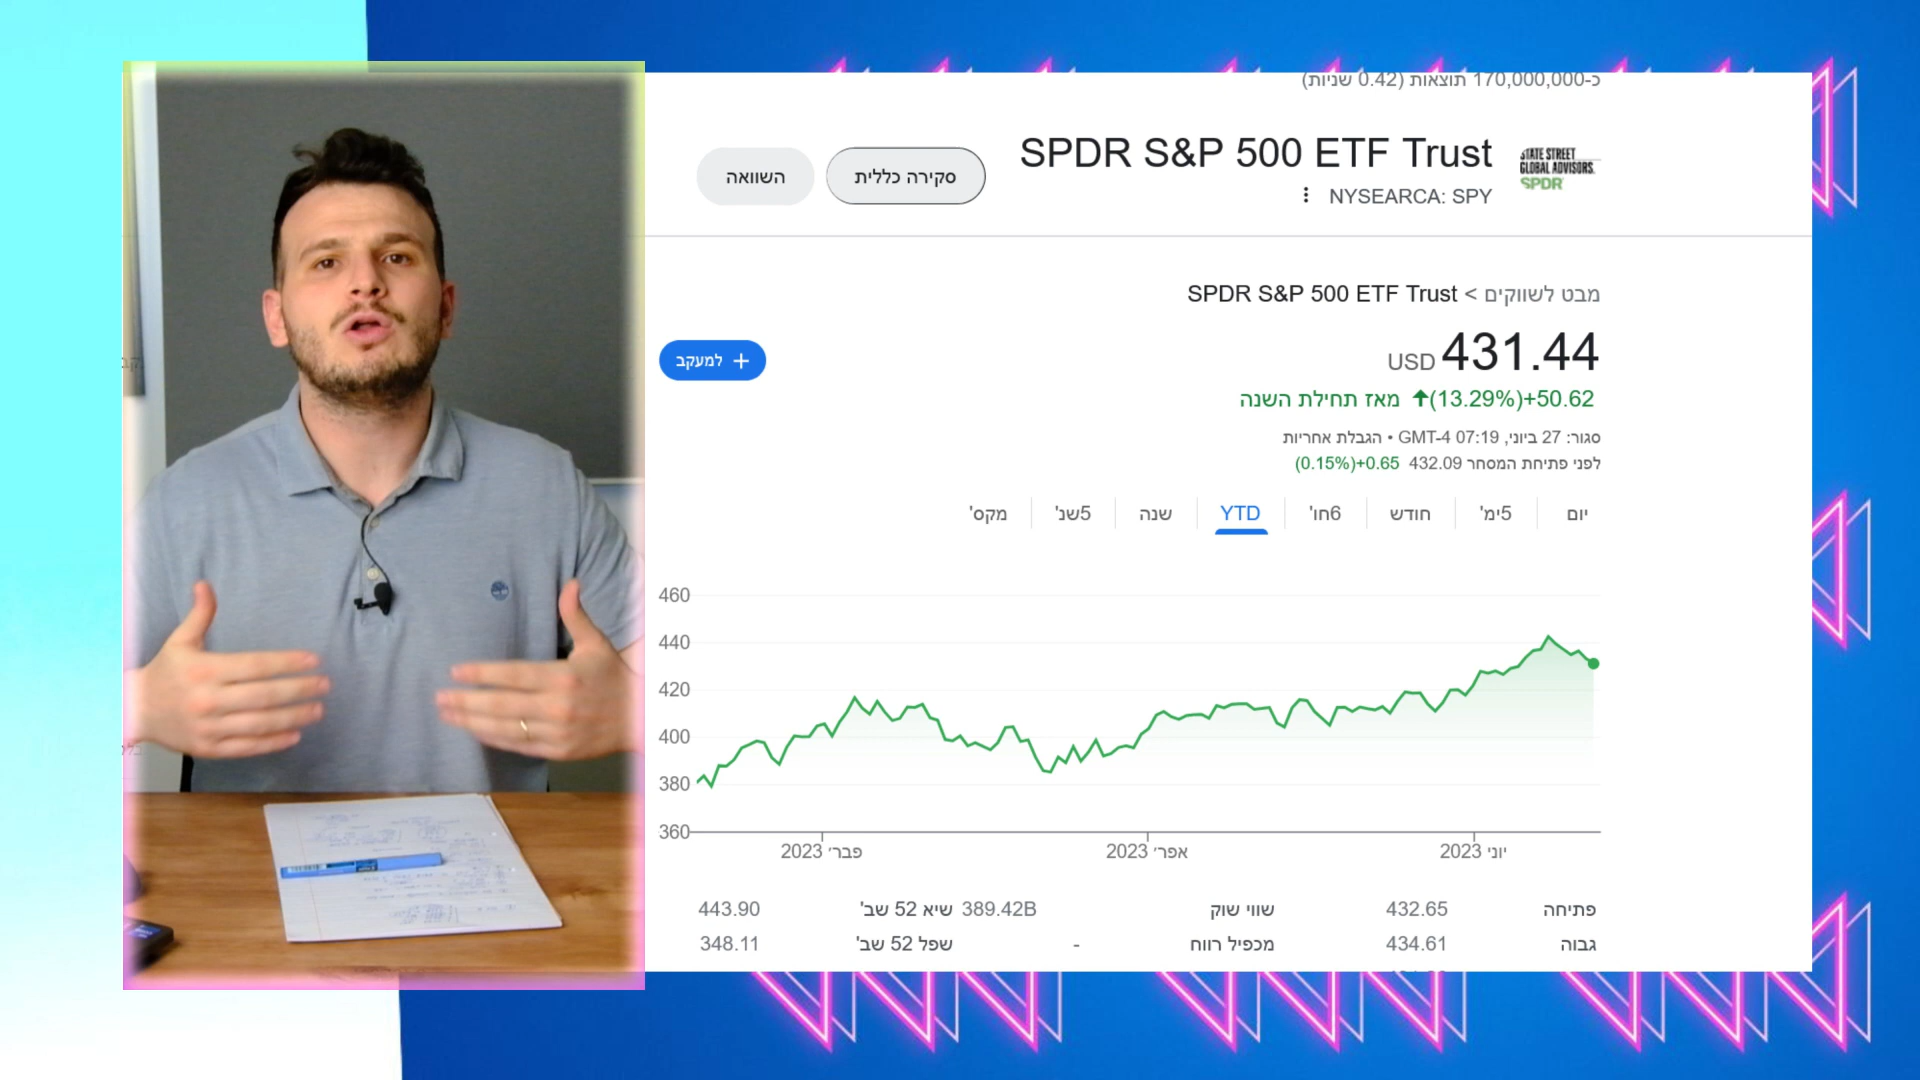 כ-170,000,000 תוצאות (0.42 שניות)
SPDR S&P 500 ETF Trust
NYSEARCA: SPY
STATE STREET
GLOBAL ADVISORS
SPDR
סקירה כללית
השוואה
מבט לשווקים > SPDR S&P 500 ETF Trust
431.44 USD
+50.62 (13.29%) מאז תחילת השנה
סגור: 27 ביוני, 07:19 GMT-4 • הגבלת אחריות
לפני פתיחת המסחר 432.09 +0.65 (0.15%)
+ למעקב
יום
5ימ'
חודש
6חו'
YTD
שנה
5שנ'
מקס'
460
440
420
400
380
360
פבר׳ 2023
אפר׳ 2023
יוני 2023
פתיחה 432.65 שווי שוק 389.42B שיא 52 שב' 443.90
גבוה 434.61 מכפיל רווח - שפל 52 שב' 348.11